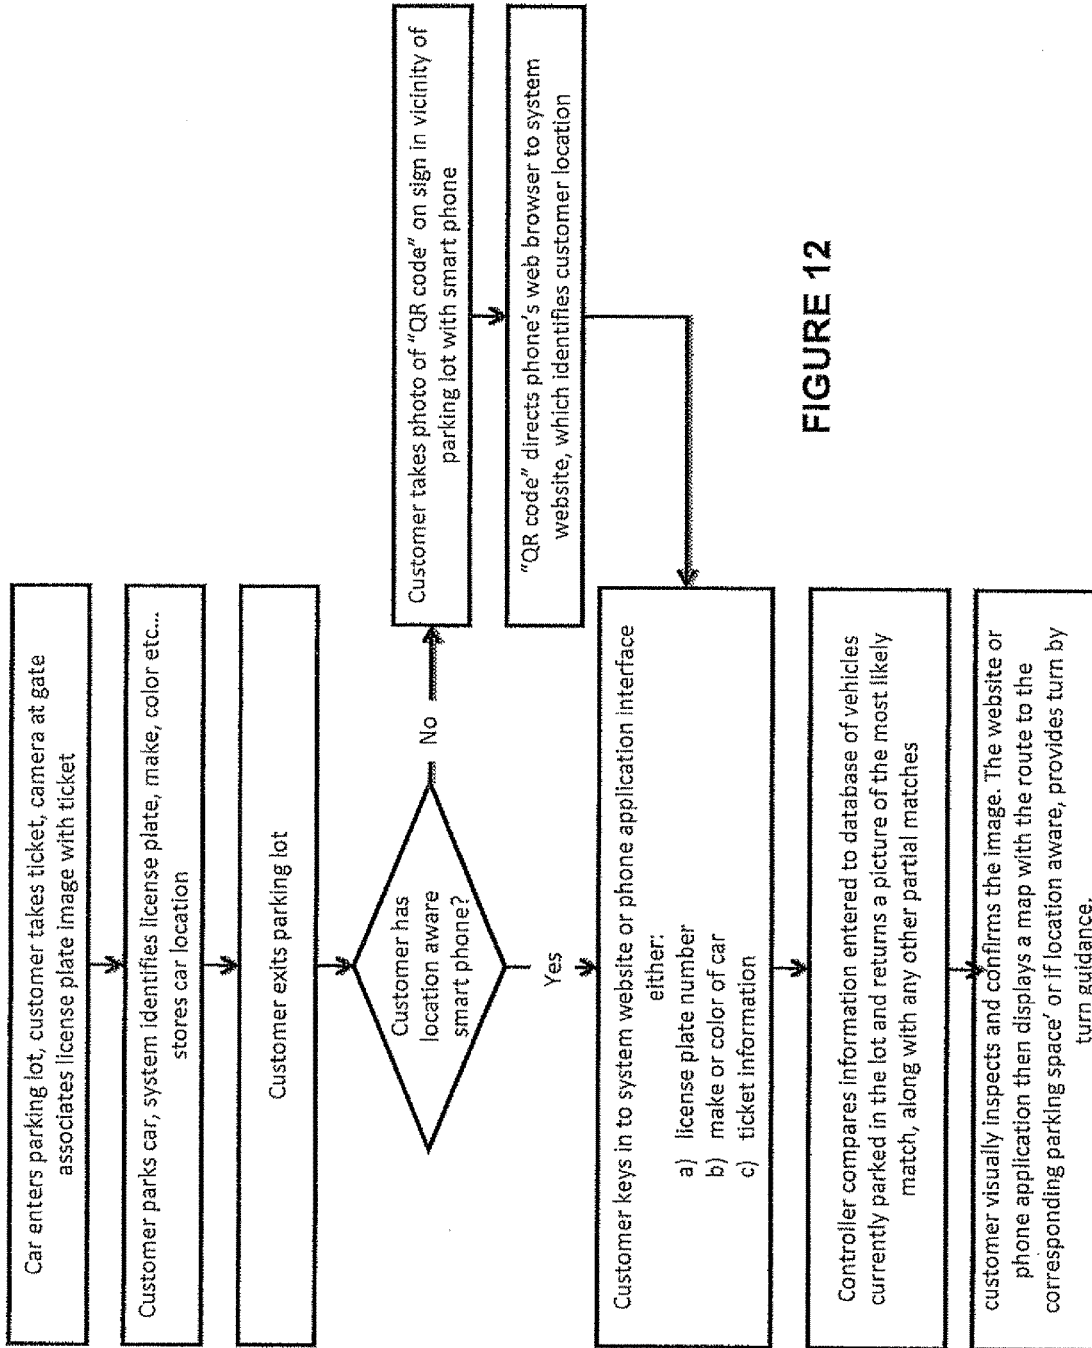 Car enters parking lot, customer takes ticket, camera at gate
associates license plate image with ticket
Customer parks car, system identifies license plate, make, color etc...
stores car location
Customer exits parking lot
Customer has
location aware
smart phone?
No
Customer takes photo of "QR code" on sign in vicinity of
parking lot with smart phone
"QR code" directs phone's web browser to system
website, which identifies customer location
Yes
Customer keys in to system website or phone application interface
either:
a) license plate number
b) make or color of car
c) ticket information
Controller compares information entered to database of vehicles
currently parked in the lot and returns a picture of the most likely
match, along with any other partial matches
customer visually inspects and confirms the image. The website or
phone application then displays a map with the route to the
corresponding parking space' or if location aware, provides turn by
turn guidance.
FIGURE 12